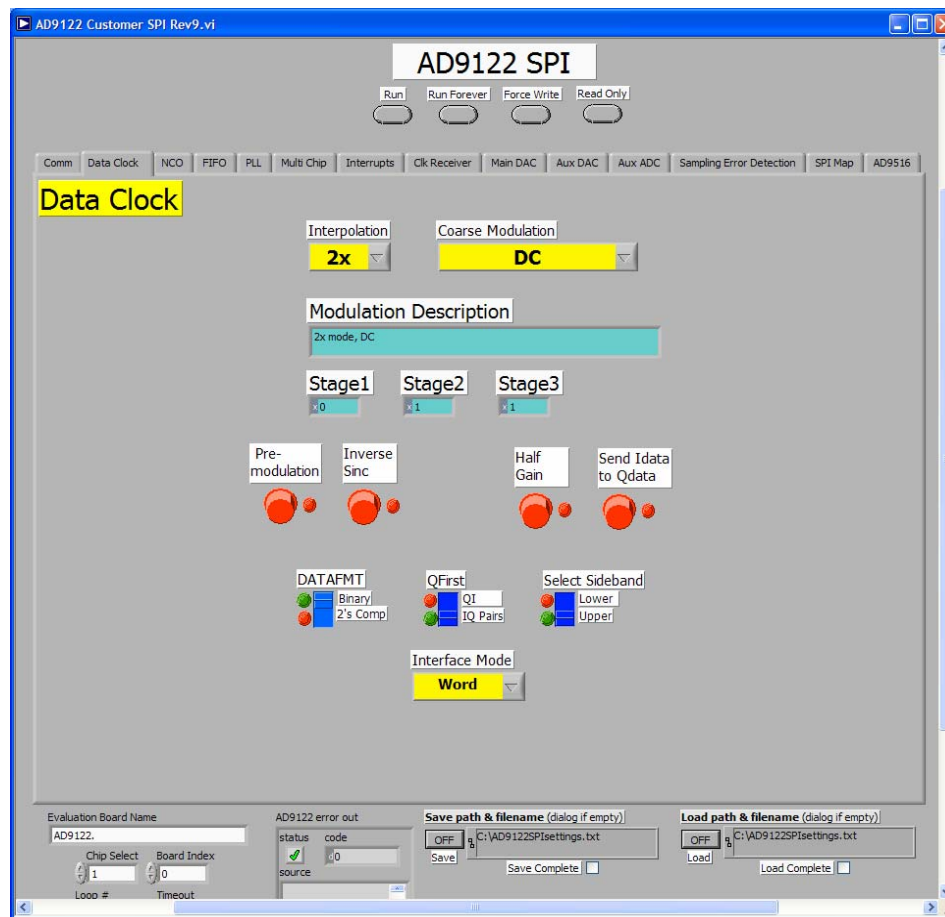 AD9122 Customer SPI Rev9.vi
AD9122 SPI
Run Run Forever Force Write Read Only
Comm Data Clock NCO FIFO PLL Multi Chip Interrupts Clk Receiver Main DAC Aux DAC Aux ADC Sampling Error Detection SPI Map AD9516
Data Clock
Interpolation Coarse Modulation
2x DC
Modulation Description
2x mode, DC
Stage1 Stage2 Stage3
x 0 x 1 x 1
Pre-
modulation
Inverse
Sinc
Half
Gain
Send Idata
to Qdata
DATAFMT QFirst Select Sideband
Binary QI Lower
2's Comp IQ Pairs Upper
Interface Mode
Word
Evaluation Board Name
AD9122.
Chip Select Board Index
1 0
Loop # Timeout
AD9122 error out
status code
d0
source
Save path & filename (dialog if empty)
OFF C:\AD9122SPIsettings.txt
Save
Save Complete
Load path & filename (dialog if empty)
OFF C:\AD9122SPIsettings.txt
Load
Load Complete